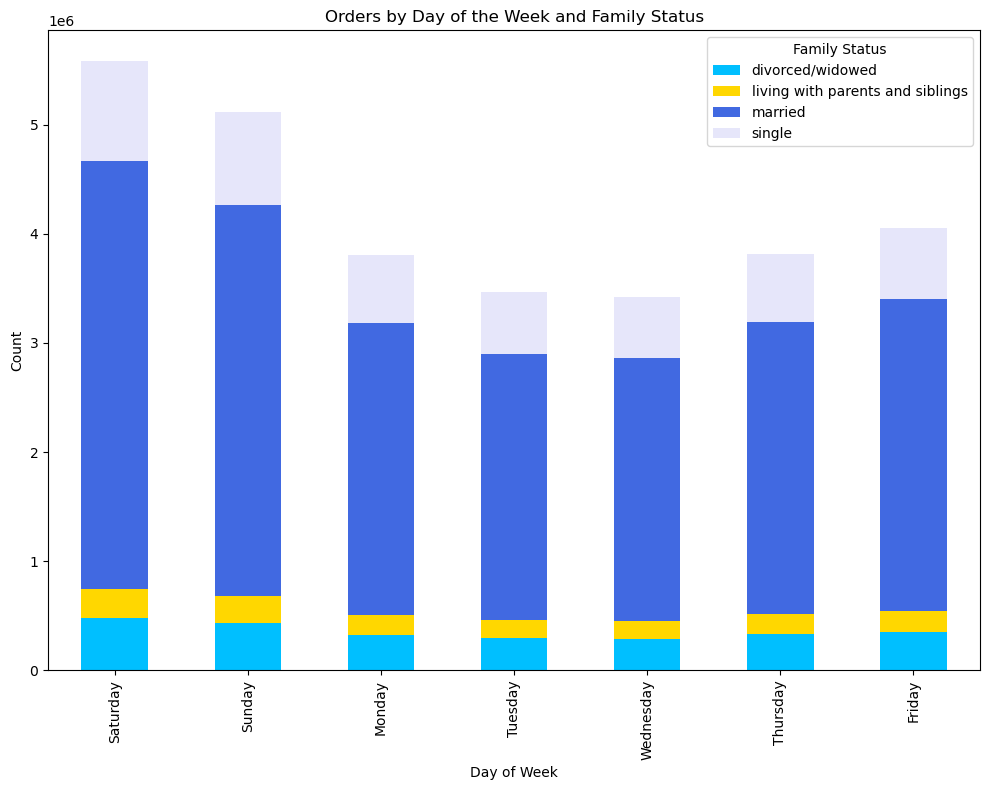 Orders by Day of the Week and Family Status
1e6
Family Status
divorced/widowed
living with parents and siblings
married
single
Count
5
4
3
2
1
0
Saturday
Sunday
Monday
Tuesday
Wednesday
Thursday
Friday
Day of Week